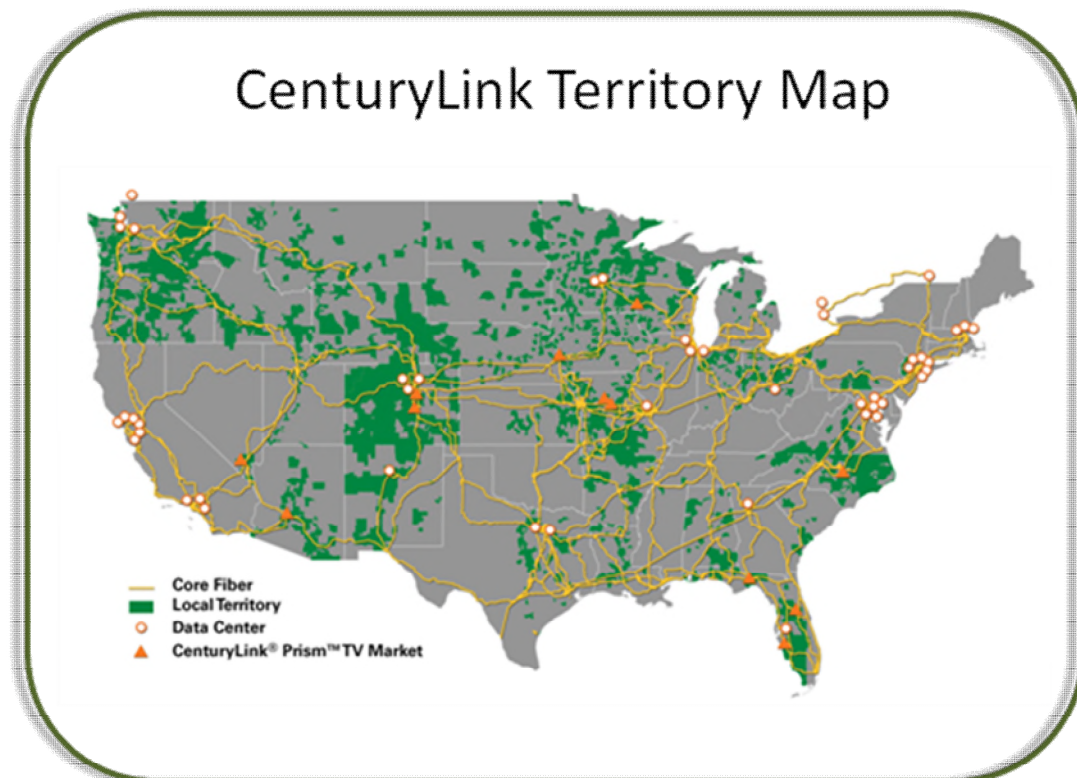 CenturyLink Territory Map
Core Fiber
Local Territory
Data Center
CenturyLink® Prism™ TV Market